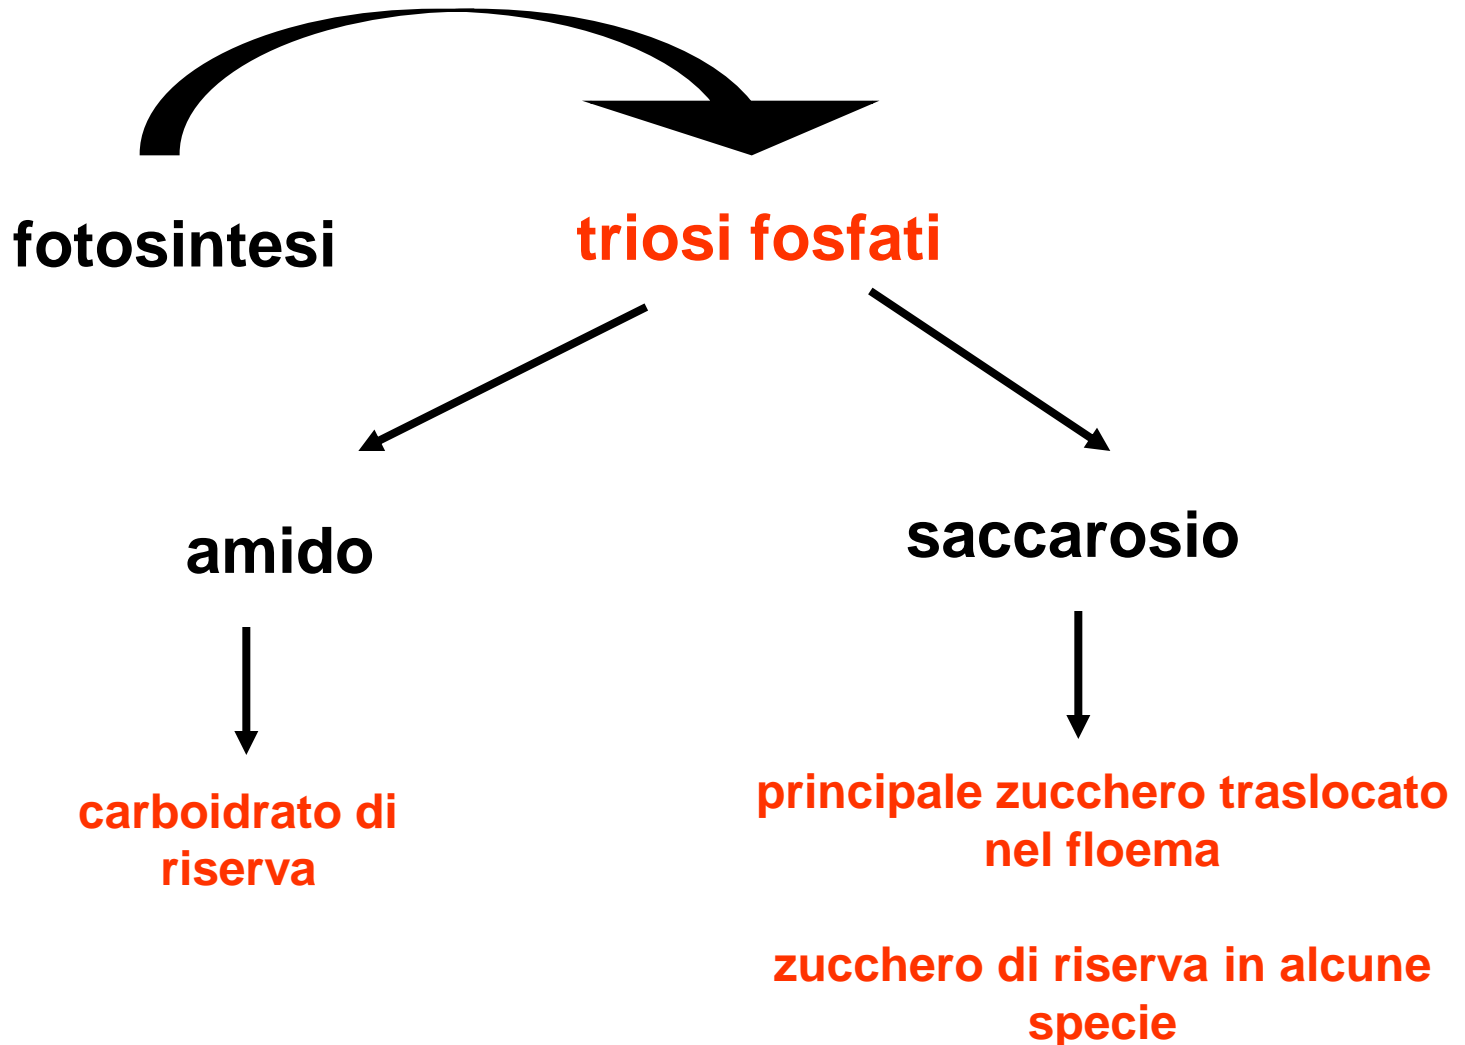 fotosintesi
triosi fosfati
amido
saccarosio
carboidrato di
riserva
principale zucchero traslocato
nel floema
zucchero di riserva in alcune
specie